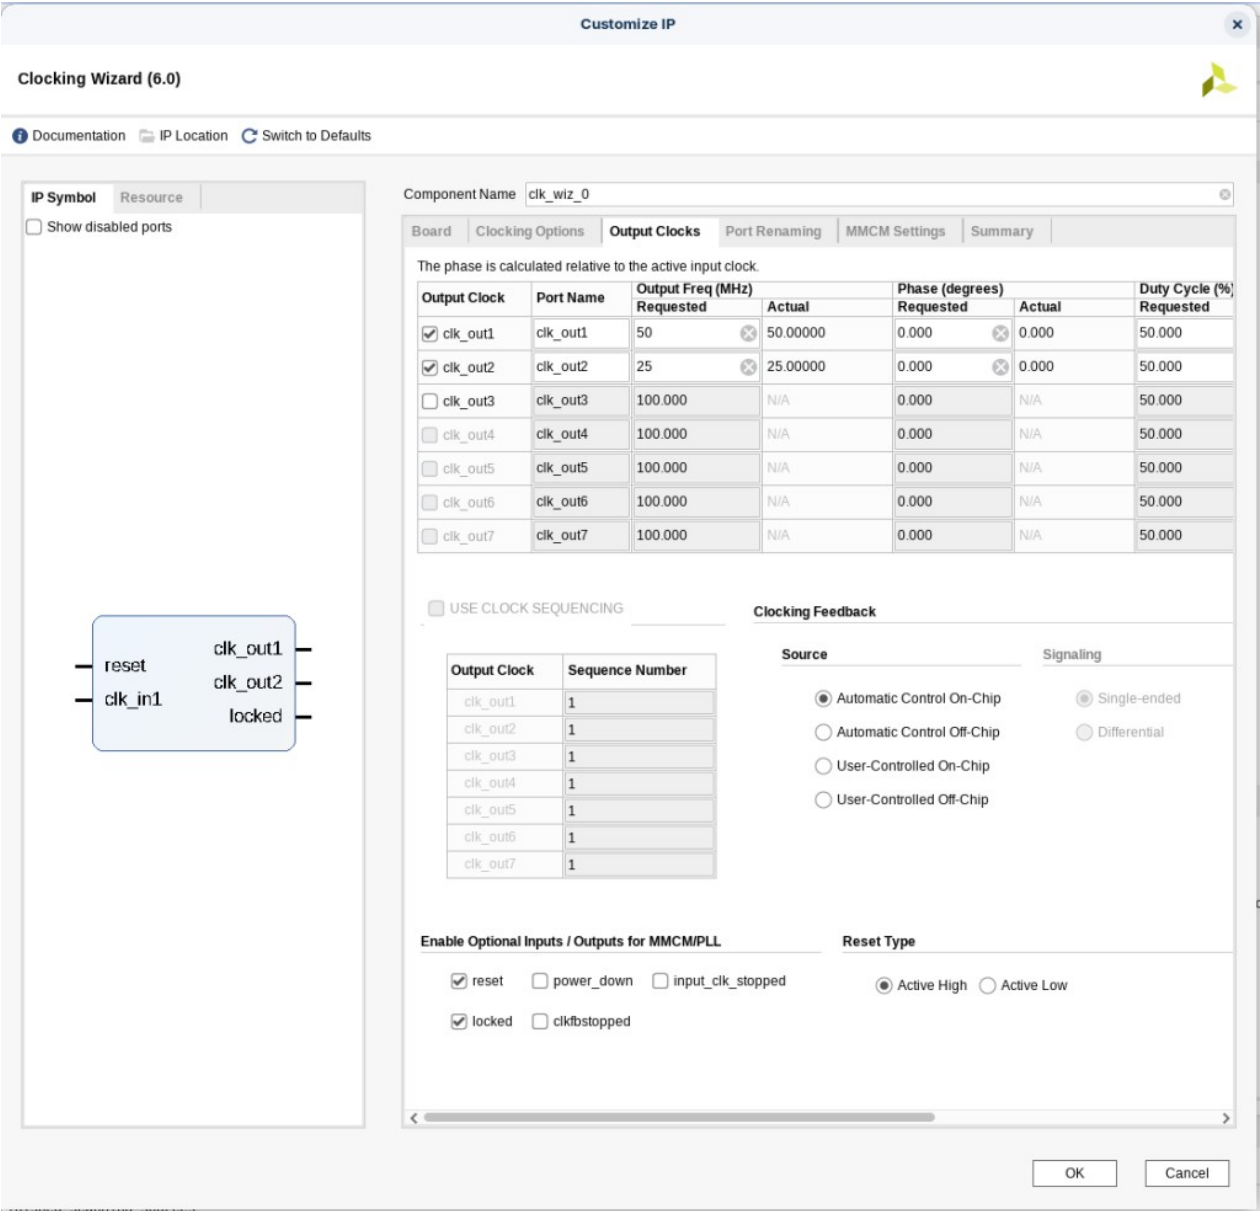 Customize IP
Clocking Wizard (6.0)
Documentation IP Location Switch to Defaults
IP Symbol Resource
Show disabled ports
reset
clk_in1
clk_out1
clk_out2
locked
Component Name clk_wiz_0
Board Clocking Options Output Clocks Port Renaming MMCM Settings Summary
The phase is calculated relative to the active input clock.
Output Clock Port Name Output Freq (MHz) Phase (degrees) Duty Cycle (%)
Requested Actual Requested Actual Requested
clk_out1 clk_out1 50 50.00000 0.000 0.000 50.000
clk_out2 clk_out2 25 25.00000 0.000 0.000 50.000
clk_out3 clk_out3 100.000 N/A 0.000 N/A 50.000
clk_out4 clk_out4 100.000 N/A 0.000 N/A 50.000
clk_out5 clk_out5 100.000 N/A 0.000 N/A 50.000
clk_out6 clk_out6 100.000 N/A 0.000 N/A 50.000
clk_out7 clk_out7 100.000 N/A 0.000 N/A 50.000
USE CLOCK SEQUENCING
Output Clock Sequence Number
clk_out1 1
clk_out2 1
clk_out3 1
clk_out4 1
clk_out5 1
clk_out6 1
clk_out7 1
Clocking Feedback
Source Signaling
Automatic Control On-Chip Single-ended
Automatic Control Off-Chip Differential
User-Controlled On-Chip
User-Controlled Off-Chip
Enable Optional Inputs / Outputs for MMCM/PLL
reset power_down input_clk_stopped
locked clkfbstopped
Reset Type
Active High Active Low
OK Cancel